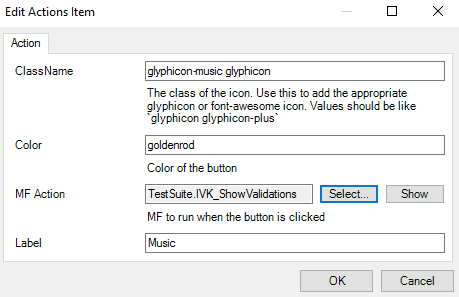 Edit Actions Item
Action
ClassName
glyphicon-music glyphicon
The class of the icon. Use this to add the appropriate
glyphicon or font-awesome icon. Values should be like
`glyphicon glyphicon-plus`
Color
goldenrod
Color of the button
MF Action
TestSuite.IVK_ShowValidations
Select...
Show
MF to run when the button is clicked
Label
Music
OK
Cancel